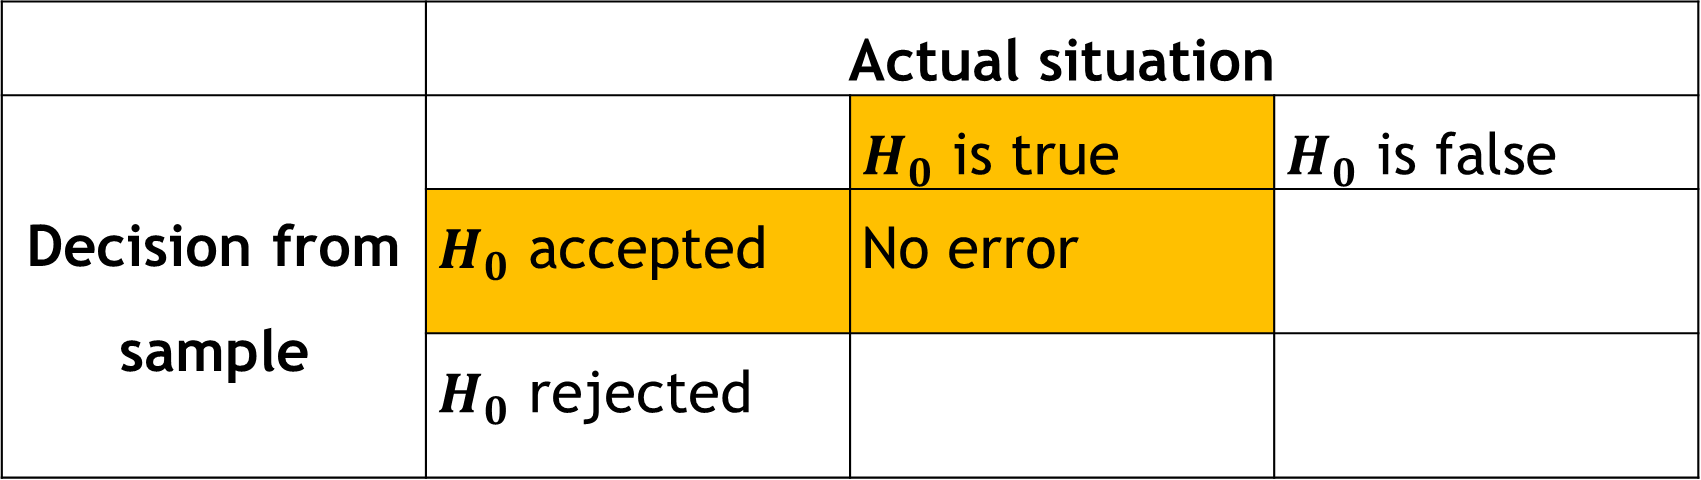 Actual situation
H₀ is true
H₀ is false
Decision from
sample
H₀ accepted
No error
H₀ rejected